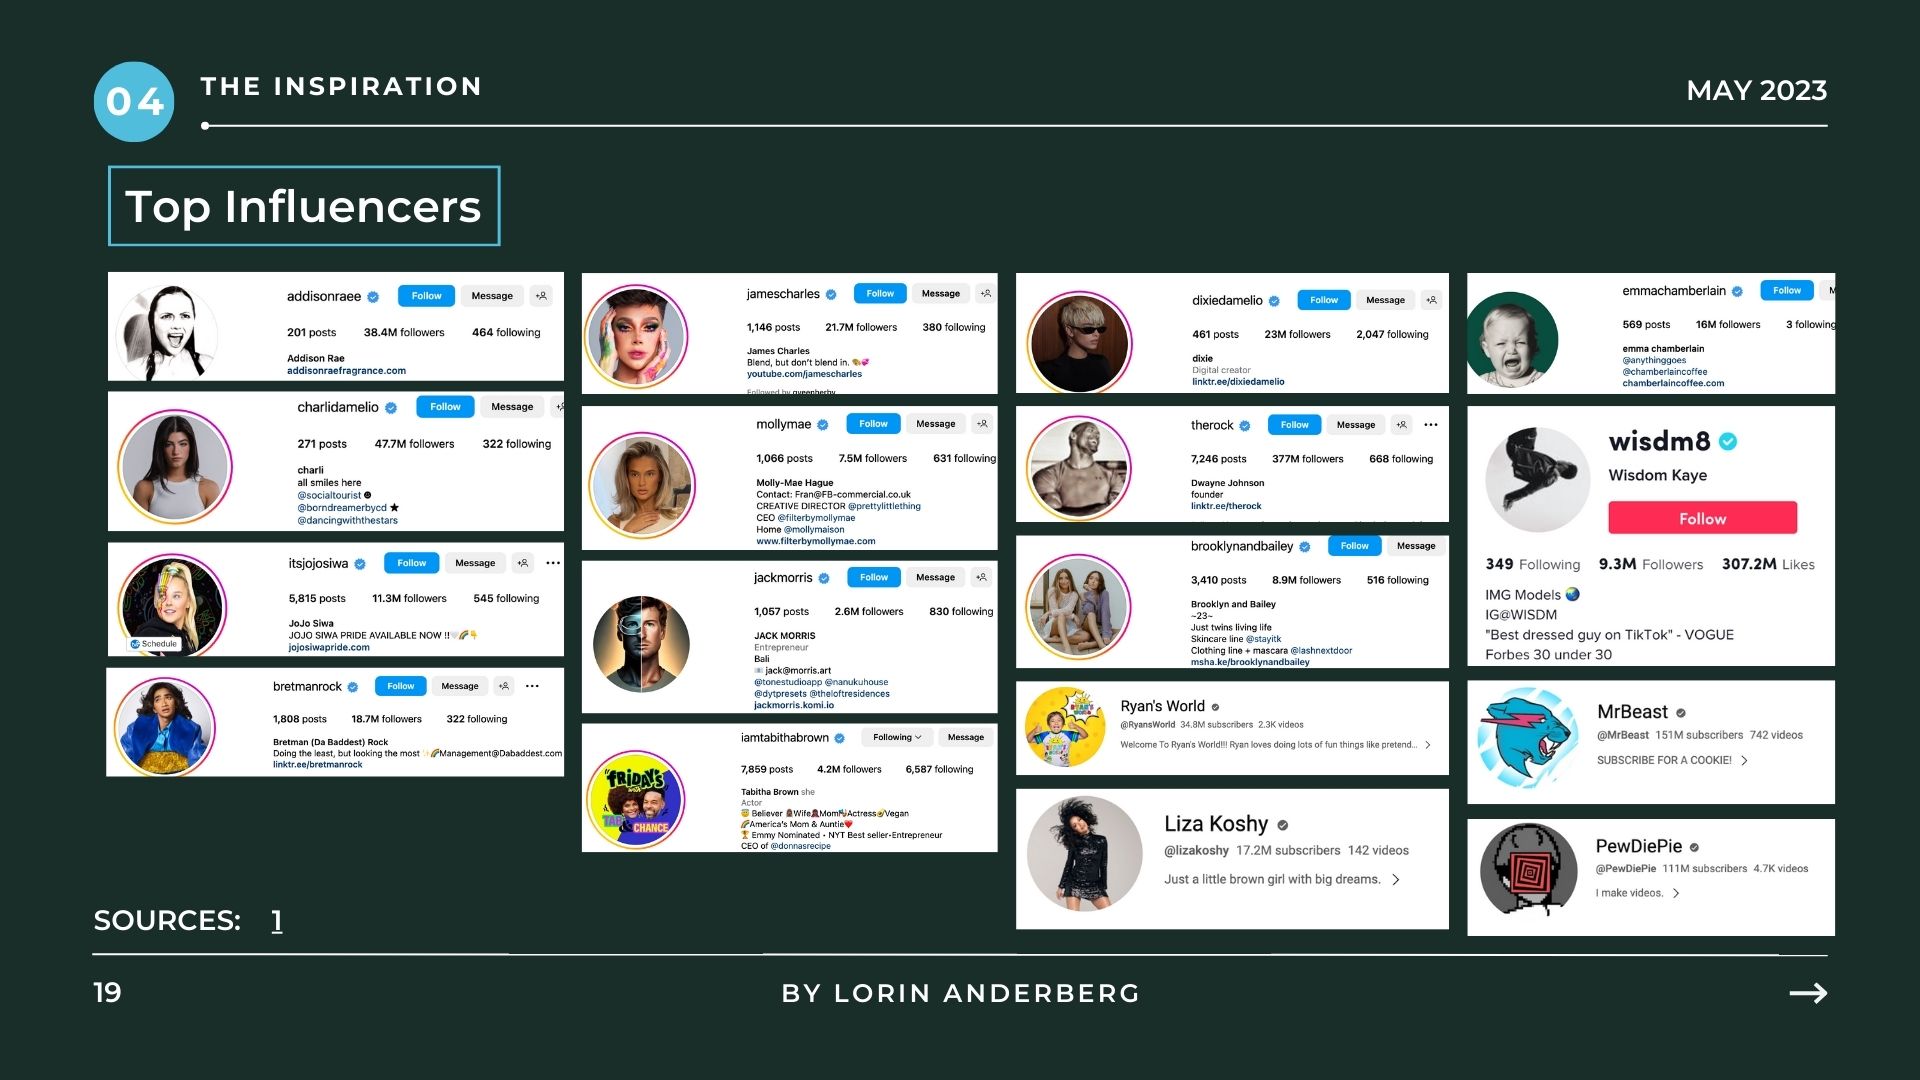 04
THE INSPIRATION
MAY 2023
Top Influencers
addisonraee Follow Message
201 posts 38.4M followers 464 following
Addison Rae
addisonraefragrance.com
charlidamelio Follow Message
271 posts 47.7M followers 322 following
charli
all smiles here
@socialtourist ☻
@borndreamerbycd ★
@dancingwiththestars
itsjojosiwa Follow Message •••
5,815 posts 11.3M followers 545 following
JoJo Siwa
JOJO SIWA PRIDE AVAILABLE NOW !!🤍🌈👇
jojosiwapride.com
Schedule
bretmanrock Follow Message •••
1,808 posts 18.7M followers 322 following
Bretman (Da Baddest) Rock
Doing the least, but looking the most ✨🌈Management@Dabaddest.com
linktr.ee/bretmanrock
jamescharles Follow Message
1,146 posts 21.7M followers 380 following
James Charles
Blend, but don't blend in. 🎨💞
youtube.com/jamescharles
Followed by
mollymae Follow Message
1,066 posts 7.5M followers 631 following
Molly-Mae Hague
Contact: Fran@FB-commercial.co.uk
CREATIVE DIRECTOR @prettylittlething
CEO @filterbymollymae
Home @mollymaison
www.filterbymollymae.com
jackmorris Follow Message
1,057 posts 2.6M followers 830 following
JACK MORRIS
Entrepreneur
Bali
📧 jack@morris.art
@tonestudioapp @nanukuhouse
@dytpresets @theloftresidences
jackmorris.komi.io
iamtabithabrown Following Message
7,859 posts 4.2M followers 6,587 following
Tabitha Brown she
Actor
😇 Believer Wife Mom Actress Vegan
🌈America's Mom & Auntie❤️
🏆 Emmy Nominated • NYT Best seller-Entrepreneur
CEO of @donnasrecipe
"FRIDAYS
with
TAB
&
CHANCE
dixiedamelio Follow Message
461 posts 23M followers 2,047 following
dixie
Digital creator
linktr.ee/dixiedamelio
therock Follow Message •••
7,246 posts 377M followers 668 following
Dwayne Johnson
founder
linktr.ee/therock
brooklynandbailey Follow Message
3,410 posts 8.9M followers 516 following
Brooklyn and Bailey
~23~
Just twins living life
Skincare line @stayitk
Clothing line + mascara @lashnextdoor
msha.ke/brooklynandbailey
RYAN'S
WORLD
Ryan's World
@RyansWorld 34.8M subscribers 2.3K videos
Welcome To Ryan's World!!! Ryan loves doing lots of fun things like pretend...
Liza Koshy
@lizakoshy 17.2M subscribers 142 videos
Just a little brown girl with big dreams.
emmachamberlain Follow M
569 posts 16M followers 3 following
emma chamberlain
@anythinggoes
@chamberlaincoffee
chamberlaincoffee.com
wisdm8
Wisdom Kaye
Follow
349 Following 9.3M Followers 307.2M Likes
IMG Models 🌏
IG@WISDM
"Best dressed guy on TikTok" - VOGUE
Forbes 30 under 30
MrBeast
@MrBeast 151M subscribers 742 videos
SUBSCRIBE FOR A COOKIE!
PewDiePie
@PewDiePie 111M subscribers 4.7K videos
I make videos.
SOURCES: 1
19
BY LORIN ANDERBERG